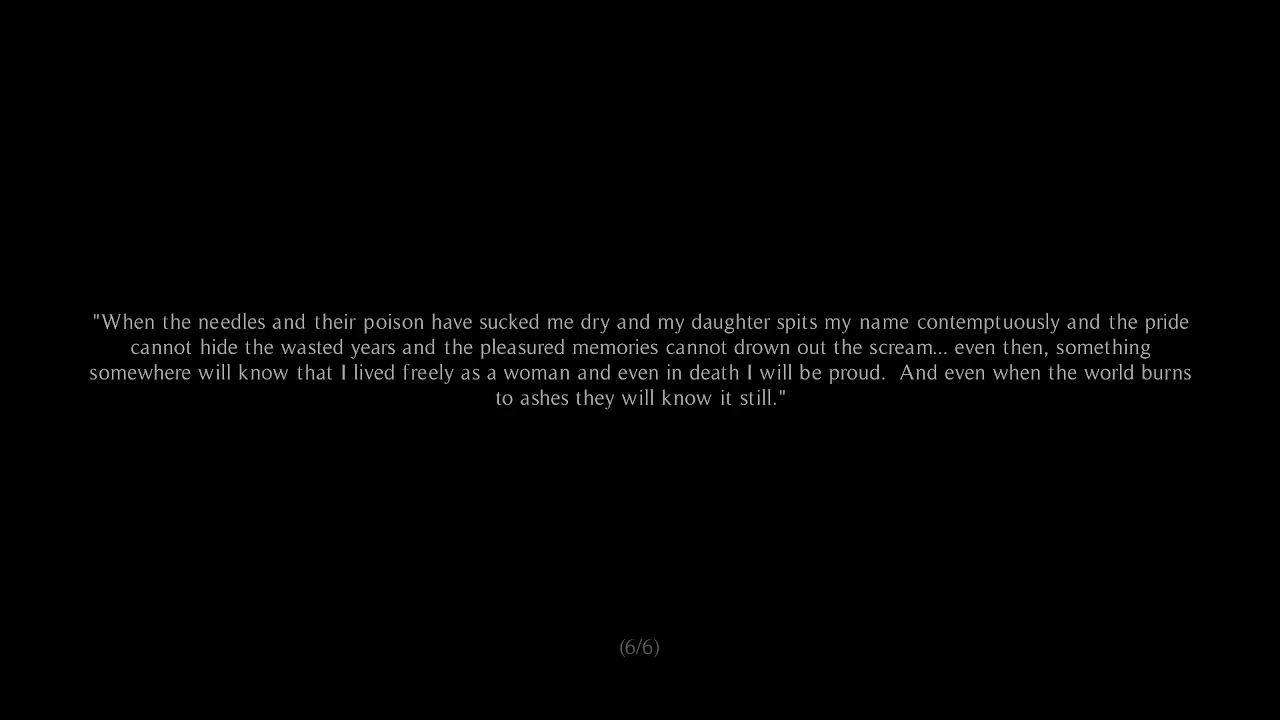 "When the needles and their poison have sucked me dry and my daughter spits my name contemptuously and the pride
cannot hide the wasted years and the pleasured memories cannot drown out the scream... even then, something
somewhere will know that I lived freely as a woman and even in death I will be proud.  And even when the world burns
to ashes they will know it still."
(6/6)